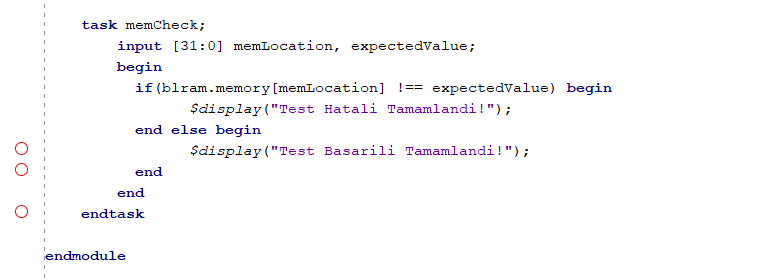 task memCheck;
input [31:0] memLocation, expectedValue;
begin
if(blram.memory[memLocation] !== expectedValue) begin
$display("Test Hatali Tamamlandi!");
end else begin
$display("Test Basarili Tamamlandi!");
end
end
endtask
endmodule